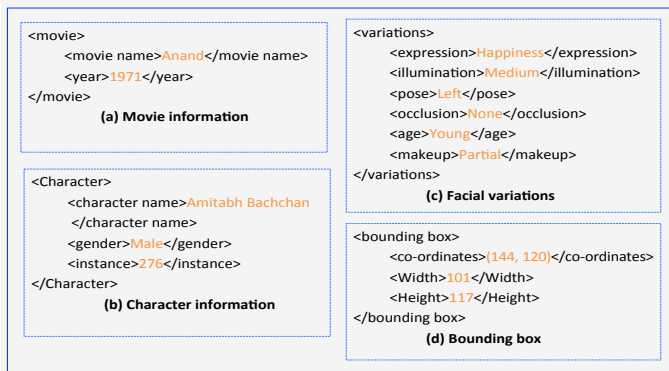 <movie>
<movie name>Anand</movie name>
<year>1971</year>
</movie>
(a) Movie information
<Character>
<character name>Amitabh Bachchan
</character name>
<gender>Male</gender>
<instance>276</instance>
</Character>
(b) Character information
<variations>
<expression>Happiness</expression>
<illumination>Medium</illumination>
<pose>Left</pose>
<occlusion>None</occlusion>
<age>Young</age>
<makeup>Partial</makeup>
</variations>
(c) Facial variations
<bounding box>
<co-ordinates>(144, 120)</co-ordinates>
<Width>101</Width>
<Height>117</Height>
</bounding box>
(d) Bounding box